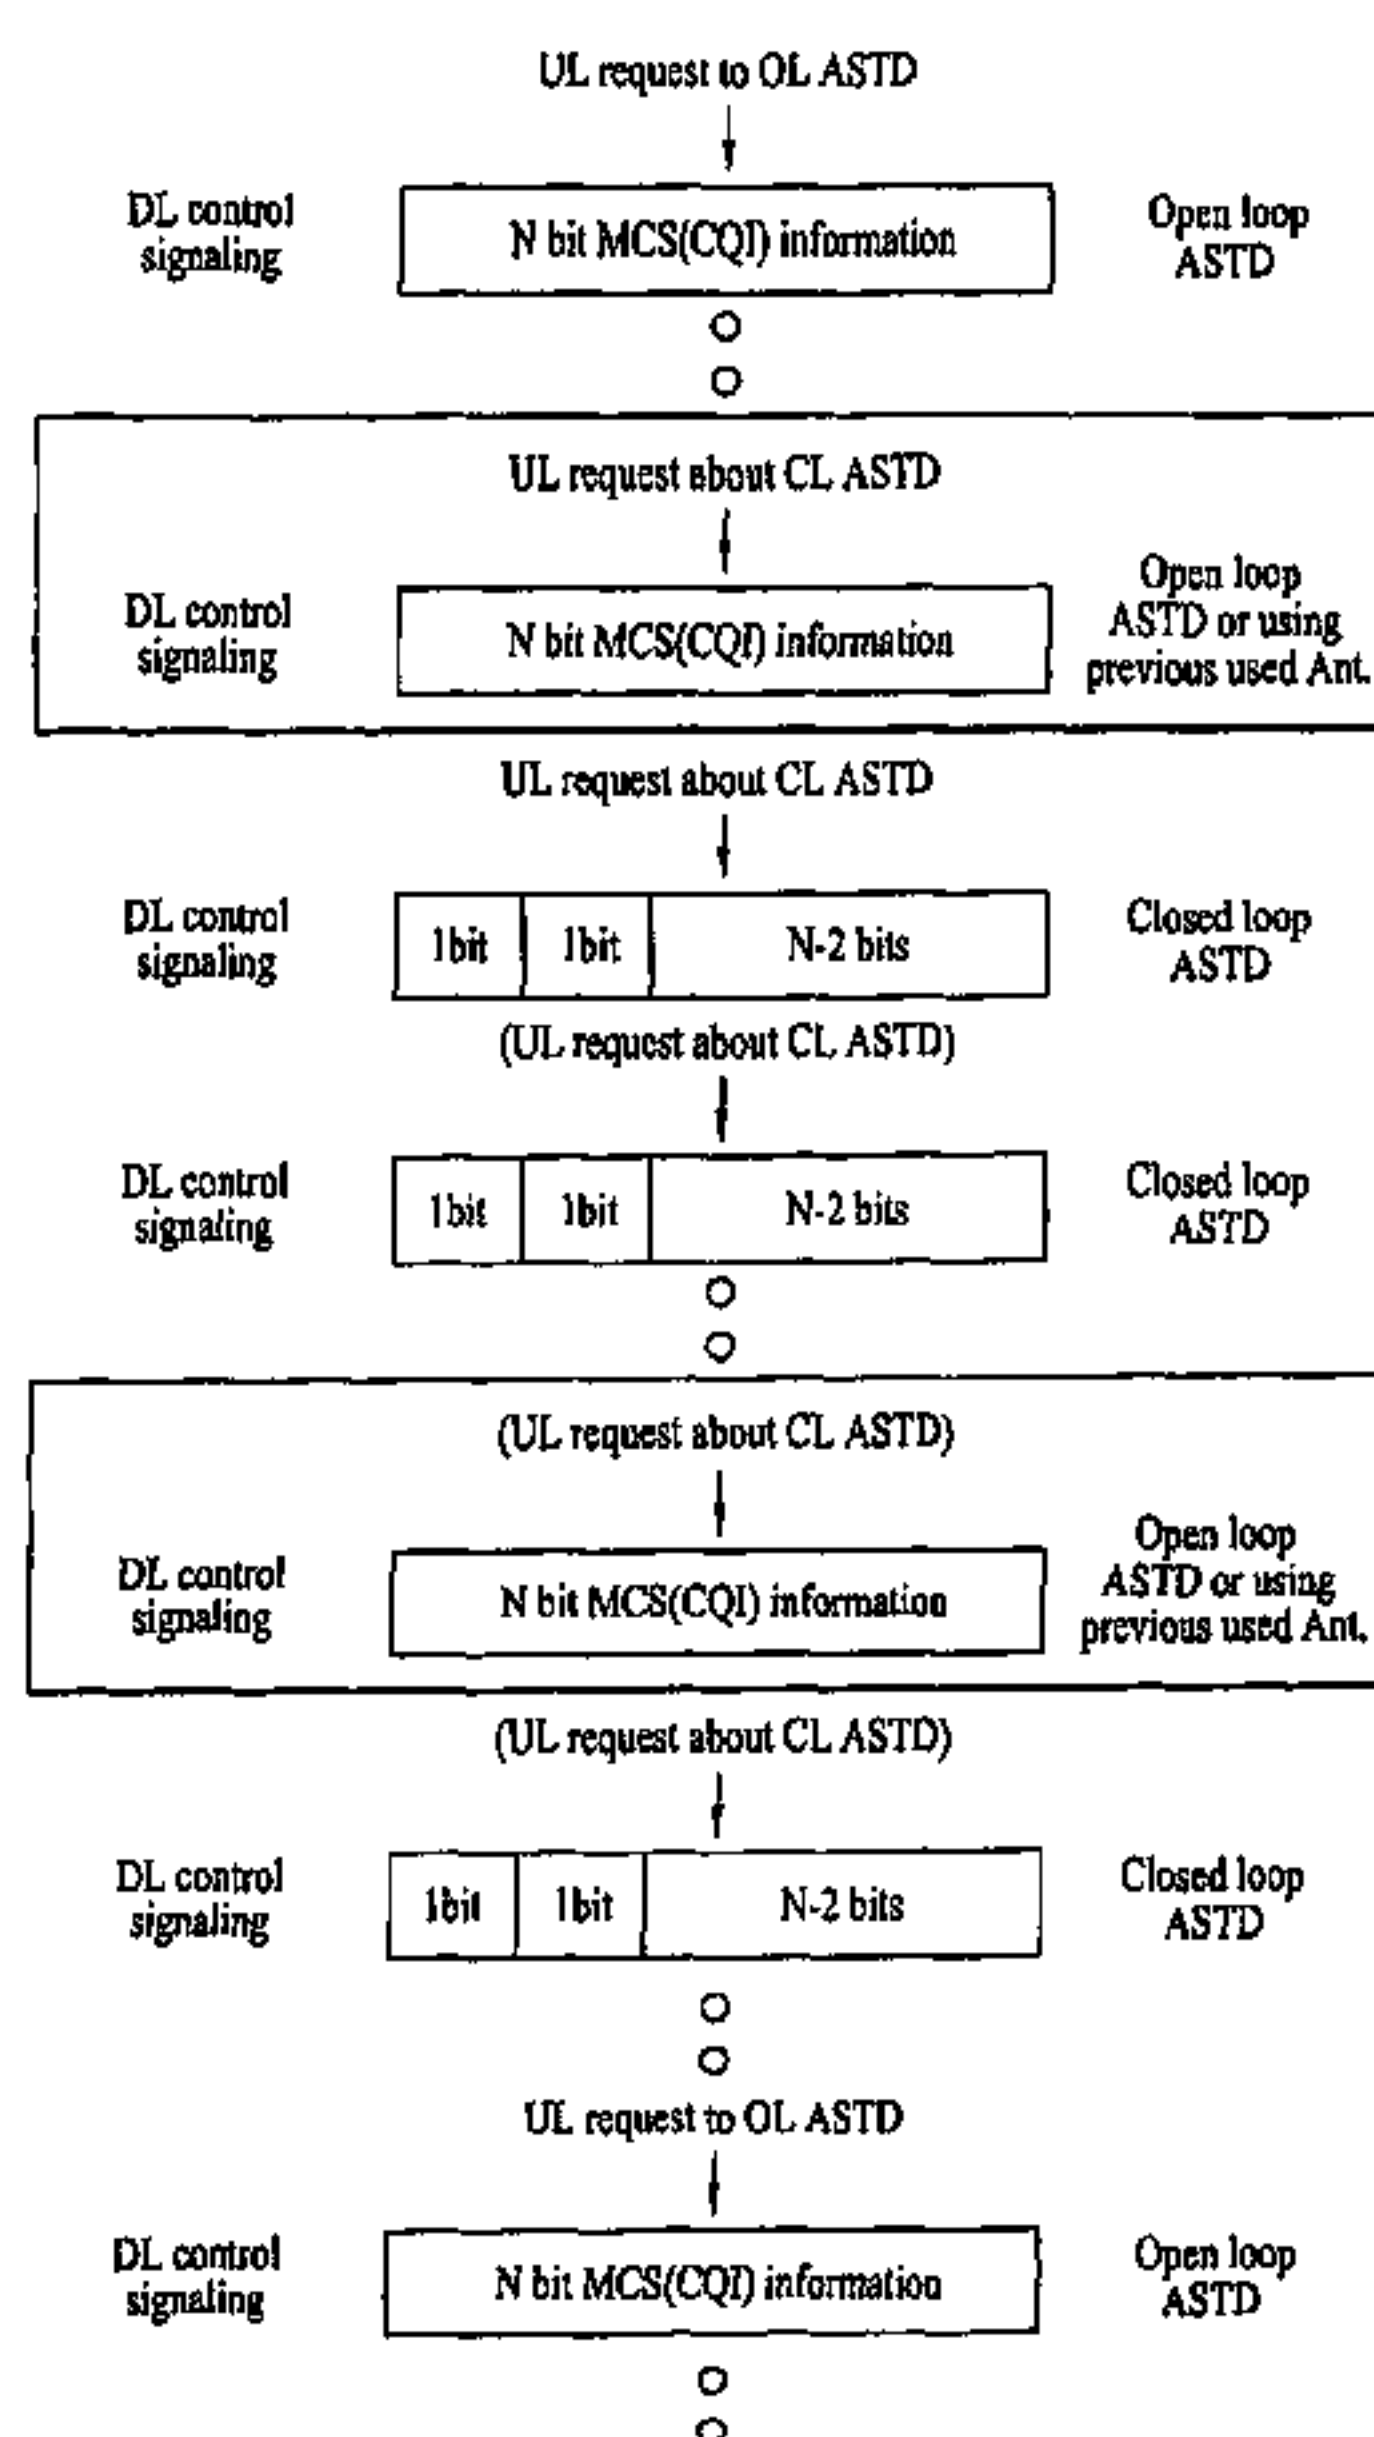 UL request to OL ASTD
DL control
signaling
N bit MCS(CQI) information
Open loop
ASTD
UL request about CL ASTD
DL control
signaling
N bit MCS(CQI) information
Open loop
ASTD or using
previous used Ant.
UL request about CL ASTD
DL control
signaling
1bit
1bit
N-2 bits
Closed loop
ASTD
(UL request about CL ASTD)
DL control
signaling
1bit
1bit
N-2 bits
Closed loop
ASTD
(UL request about CL ASTD)
DL control
signaling
N bit MCS(CQI) information
Open loop
ASTD or using
previous used Ant.
(UL request about CL ASTD)
DL control
signaling
1bit
1bit
N-2 bits
Closed loop
ASTD
UL request to OL ASTD
DL control
signaling
N bit MCS(CQI) information
Open loop
ASTD